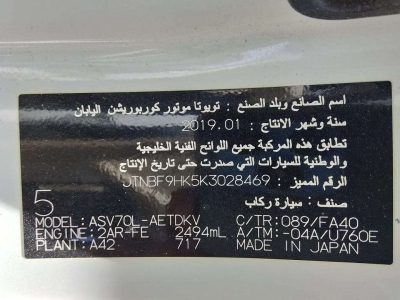 اسم الصانع وبلد الصنع : تويوتا موتور كوربوريشن اليابان
سنة وشهر الانتاج : 2019.01
تطابق هذه المركبة جميع اللوائح الفنية الخليجية
والوطنية للسيارات التي صدرت حتى تاريخ الإنتاج
الرقم المميز : JTNBF9HK5K3028469
صنف : سيارة ركاب
5
MODEL:ASV70L-AETDKV C/TR:089/FA40
ENGINE:2AR-FE 2494mL A/TM:-04A/U760E
PLANT:A42 717 MADE IN JAPAN